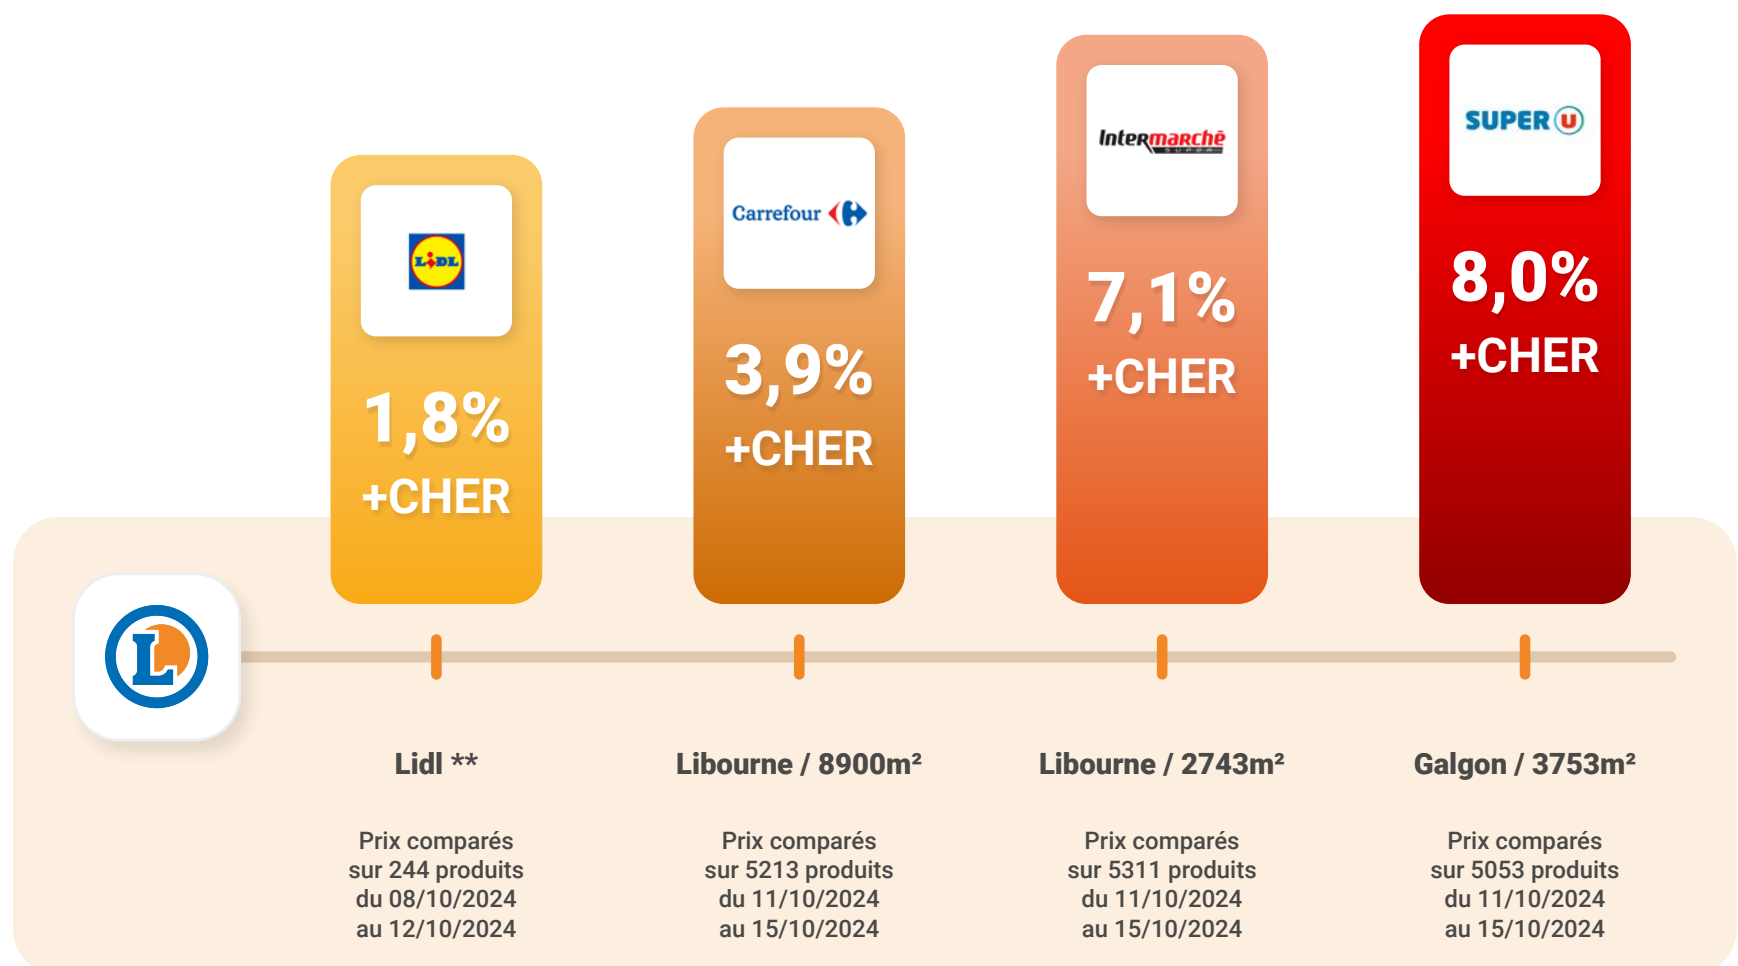 LiDL
1,8%
+CHER
Carrefour
3,9%
+CHER
Intermarchē
SUPER
7,1%
+CHER
SUPER U
8,0%
+CHER
L
Lidl **
Prix comparés
sur 244 produits
du 08/10/2024
au 12/10/2024
Libourne / 8900m²
Prix comparés
sur 5213 produits
du 11/10/2024
au 15/10/2024
Libourne / 2743m²
Prix comparés
sur 5311 produits
du 11/10/2024
au 15/10/2024
Galgon / 3753m²
Prix comparés
sur 5053 produits
du 11/10/2024
au 15/10/2024